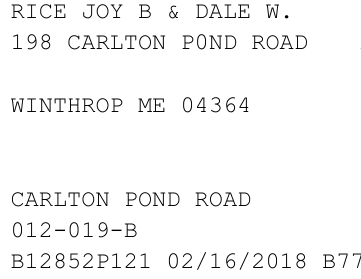 RICE JOY B & DALE W.
198 CARLTON P0ND ROAD
WINTHROP ME 04364
CARLTON POND ROAD
012-019-B
B12852P121 02/16/2018 B77